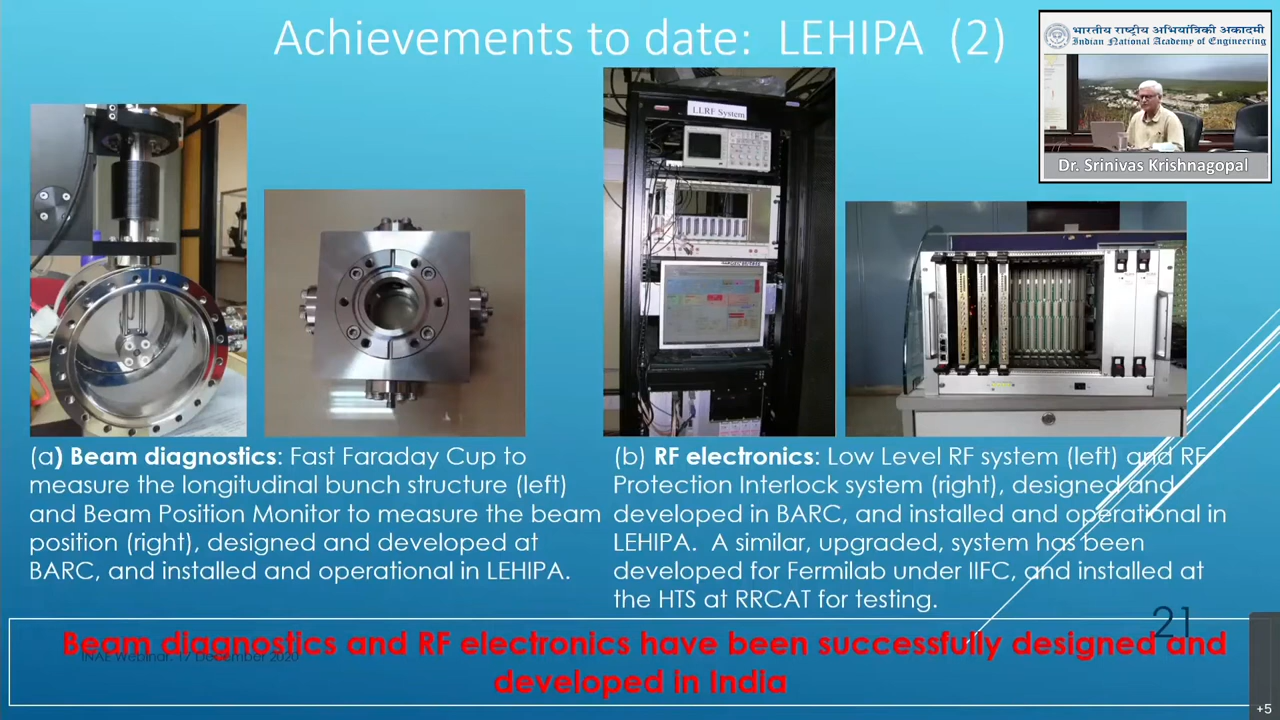 Achievements to date: LEHIPA (2)
भारतीय राष्ट्रीय अभियांत्रिकी अकादमी
Indian National Academy of Engineering
Dr. Srinivas Krishnagopal
LLRF System
(a) Beam diagnostics: Fast Faraday Cup to
measure the longitudinal bunch structure (left)
and Beam Position Monitor to measure the beam
position (right), designed and developed at
BARC, and installed and operational in LEHIPA.
(b) RF electronics: Low Level RF system (left) and RF
Protection Interlock system (right), designed and
developed in BARC, and installed and operational in
LEHIPA. A similar, upgraded, system has been
developed for Fermilab under IIFC, and installed at
the HTS at RRCAT for testing.
21
Beam diagnostics and RF electronics have been successfully designed and
developed in India
INAE Webinar: 17 December 2020
+5